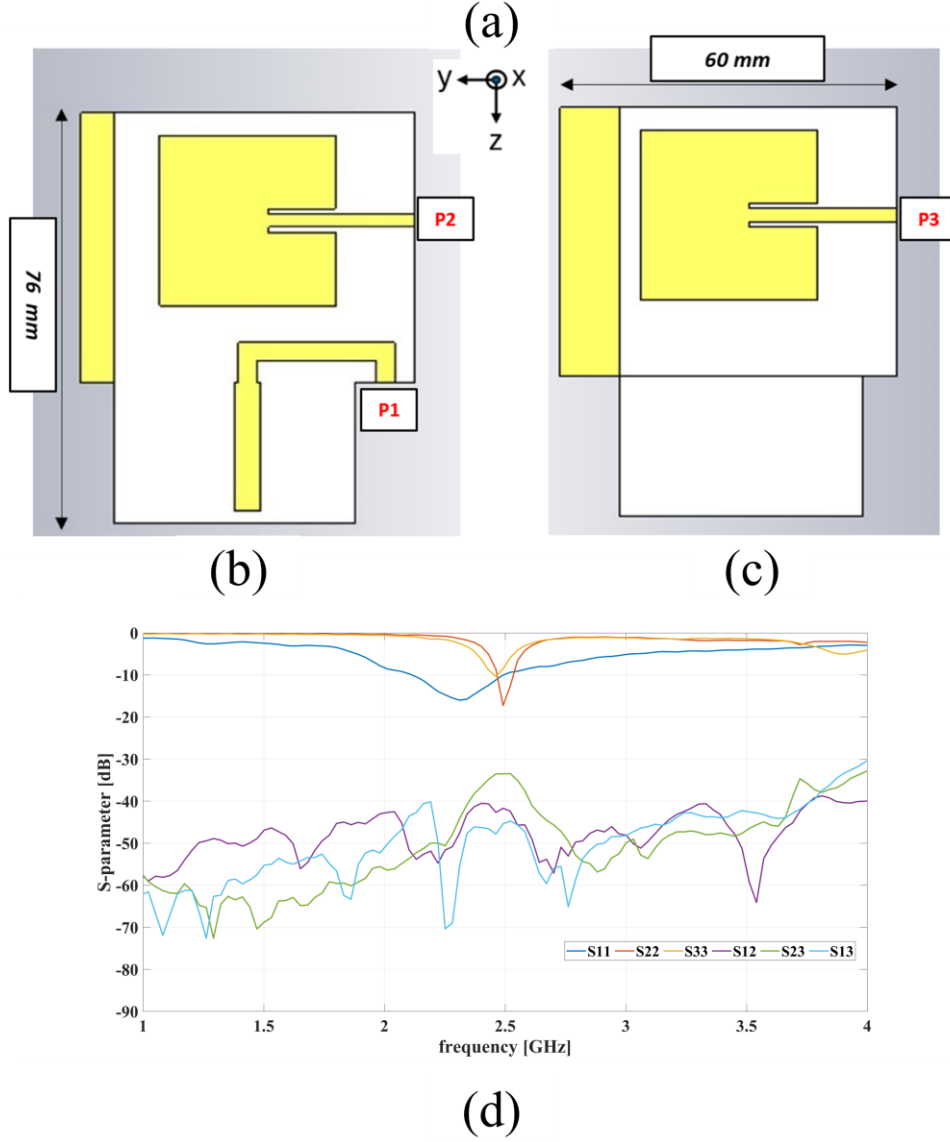 (a)
60 mm
y
x
z
P2
P3
76 mm
P1
(b)
(c)
0
-10
-20
-30
-40
-50
-60
-70
-80
-90
S-parameter [dB]
S11
S22
S33
S12
S23
S13
1
1.5
2
2.5
3
3.5
4
frequency [GHz]
(d)